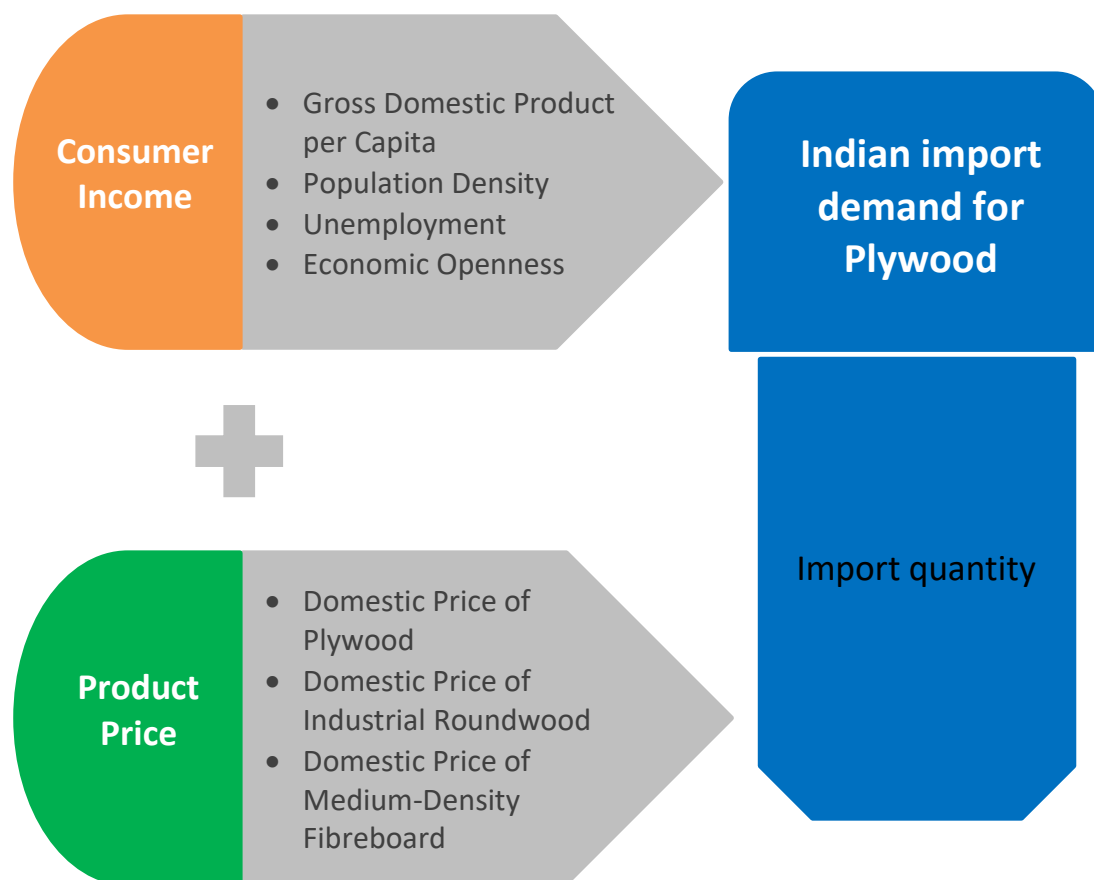 Consumer
Income
• Gross Domestic Product
per Capita
• Population Density
• Unemployment
• Economic Openness
Indian import
demand for
Plywood
Product
Price
• Domestic Price of
Plywood
• Domestic Price of
Industrial Roundwood
• Domestic Price of
Medium-Density
Fibreboard
Import quantity